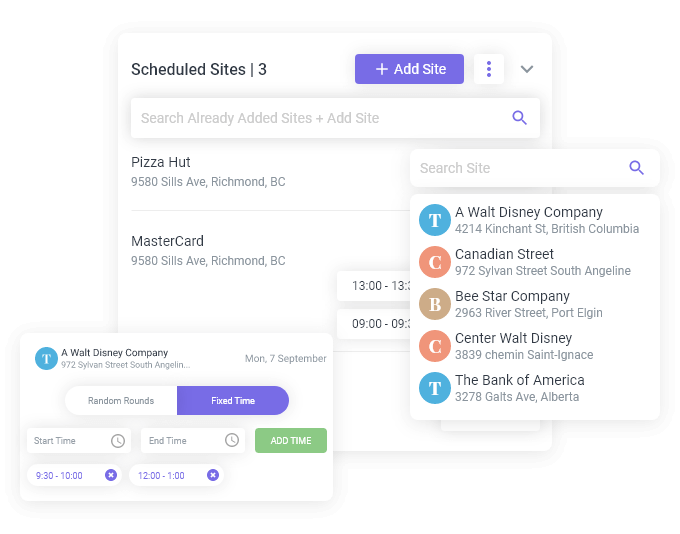 Scheduled Sites | 3
+ Add Site
Search Already Added Sites + Add Site
Pizza Hut
9580 Sills Ave, Richmond, BC
MasterCard
9580 Sills Ave, Richmond, BC
13:00 - 13:3
09:00 - 09:3
Search Site
T
A Walt Disney Company
4214 Kinchant St, British Columbia
C
Canadian Street
972 Sylvan Street South Angeline
B
Bee Star Company
2963 River Street, Port Elgin
C
Center Walt Disney
3839 chemin Saint-Ignace
T
The Bank of America
3278 Galts Ave, Alberta
T
A Walt Disney Company
972 Sylvan Street South Angelin...
Mon, 7 September
Random Rounds
Fixed Time
Start Time
End Time
ADD TIME
9:30 - 10:00
12:00 - 1:00